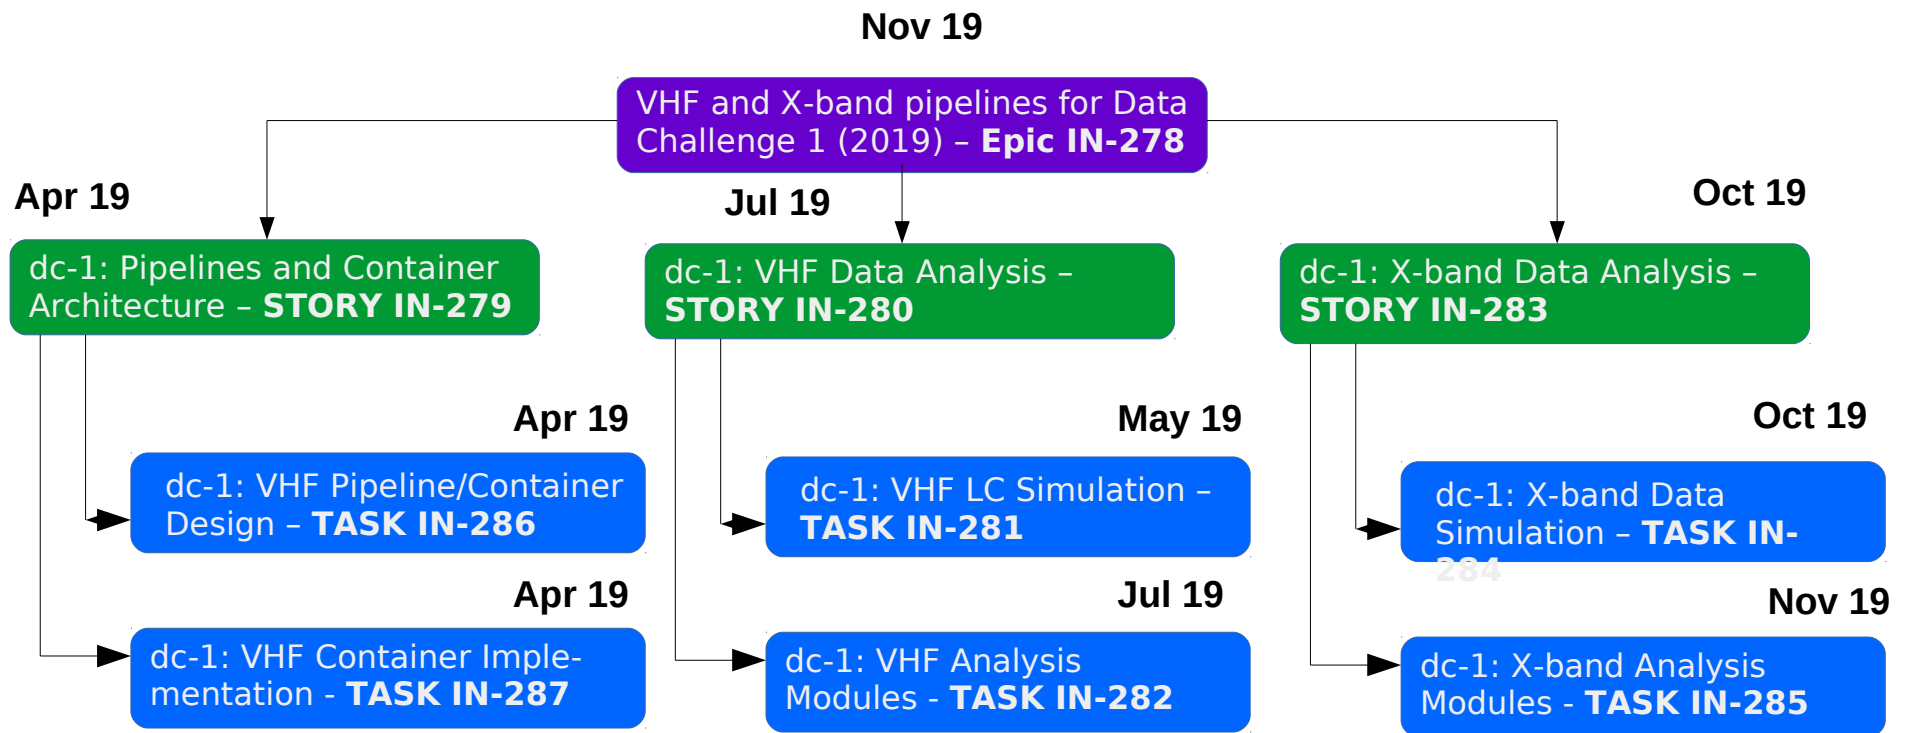 Nov 19
VHF and X-band pipelines for Data
Challenge 1 (2019) – Epic IN-278
Apr 19
Jul 19
Oct 19
dc-1: Pipelines and Container
Architecture – STORY IN-279
dc-1: VHF Data Analysis –
STORY IN-280
dc-1: X-band Data Analysis –
STORY IN-283
Apr 19
May 19
Oct 19
dc-1: VHF Pipeline/Container
Design – TASK IN-286
dc-1: VHF LC Simulation –
TASK IN-281
dc-1: X-band Data
Simulation – TASK IN-
284
Apr 19
Jul 19
Nov 19
dc-1: VHF Container Imple-
mentation - TASK IN-287
dc-1: VHF Analysis
Modules - TASK IN-282
dc-1: X-band Analysis
Modules - TASK IN-285